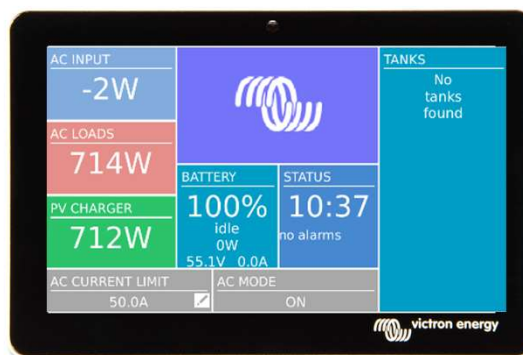 AC INPUT
-2W
AC LOADS
714W
PV CHARGER
712W
BATTERY
100%
idle
0W
55.1V 0.0A
STATUS
10:37
no alarms
TANKS
No
tanks
found
AC CURRENT LIMIT
50.0A
AC MODE
ON
victron energy